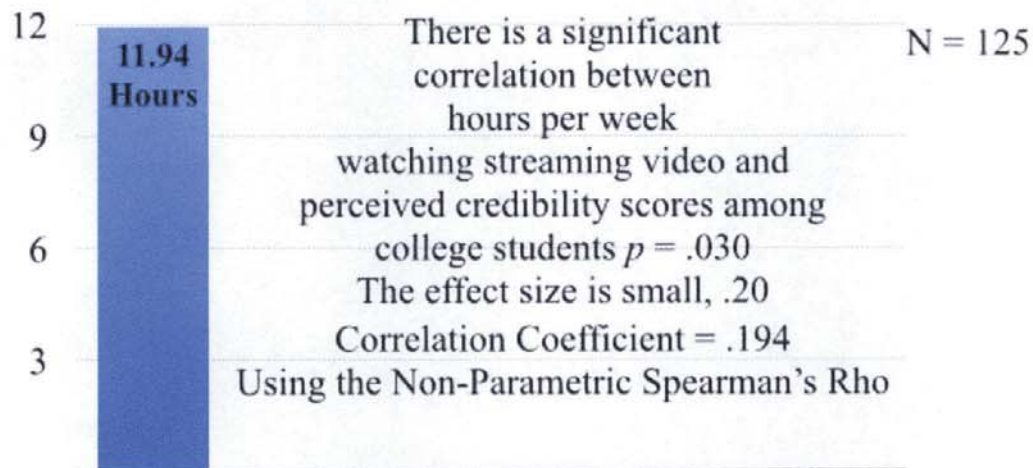 12
11.94
Hours
9
6
3
There is a significant
correlation between
hours per week
watching streaming video and
perceived credibility scores among
college students p = .030
The effect size is small, .20
Correlation Coefficient = .194
Using the Non-Parametric Spearman's Rho
N = 125